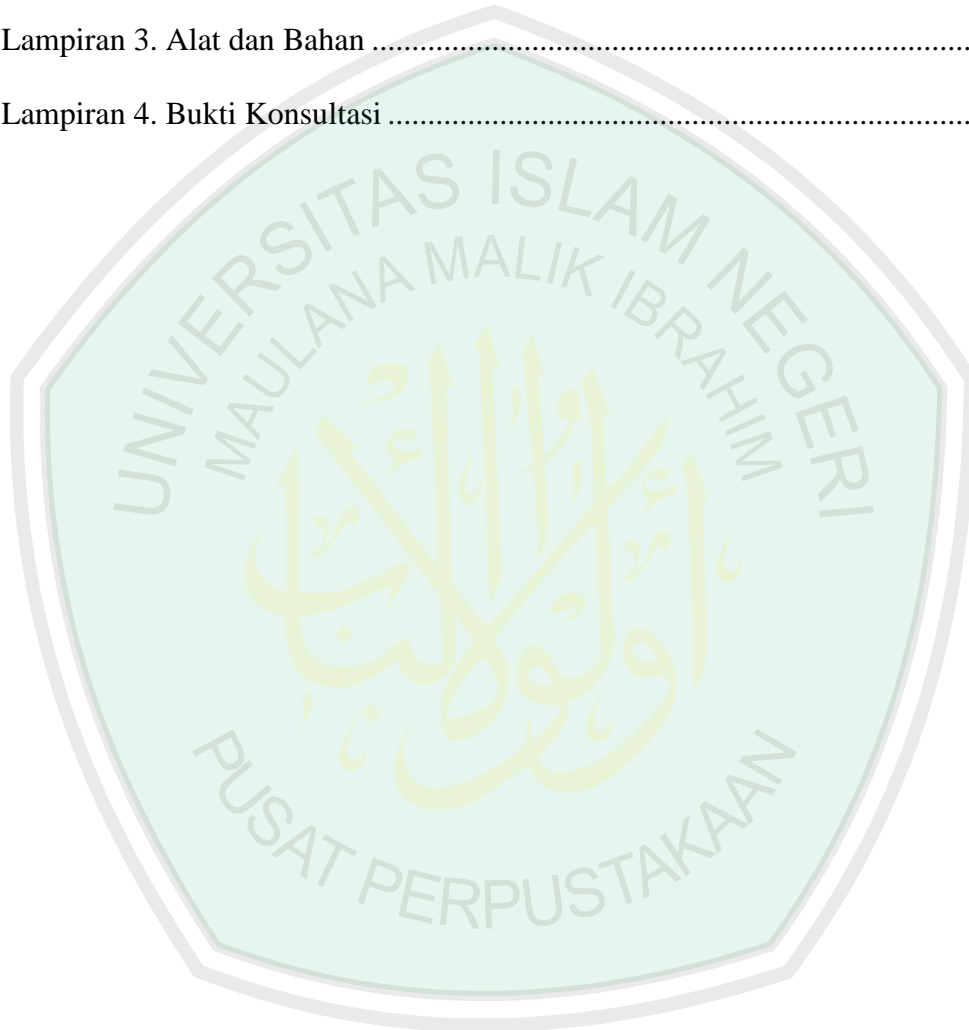 Lampiran 3. Alat dan Bahan ............................................................................
Lampiran 4. Bukti Konsultasi ..........................................................................
UNIVERSITAS ISLAM NEGERI
MAULANA MALIK IBRAHIM
PUSAT PERPUSTAKAAN